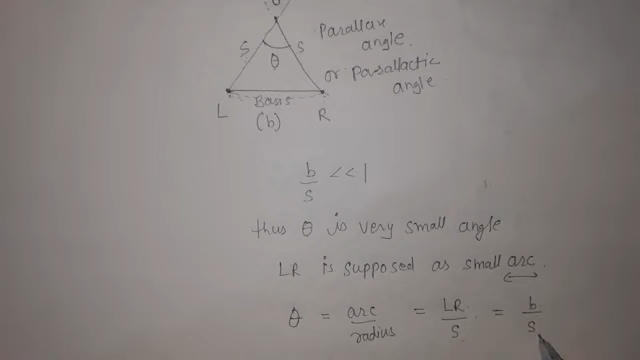 O
S
S
θ
Parallax
angle.
or Parallactic
angle.
Basis
L
R
(b)
b/s << 1
thus θ is very small angle
LR is supposed as small arc.
θ = arc/radius = LR/S = b/s